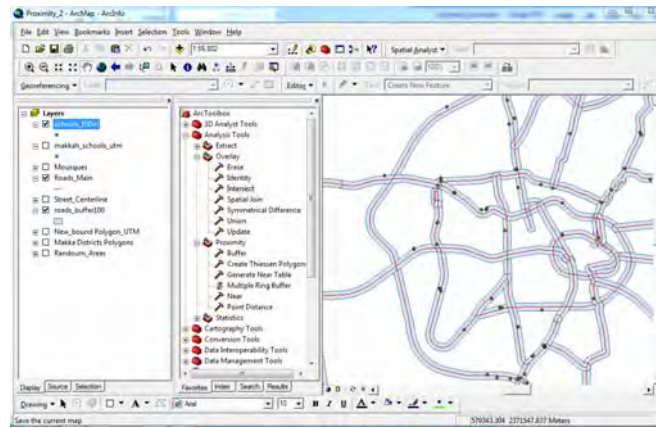 Proximity_2 - ArcMap - ArcInfo
File Edit View Bookmarks Insert Selection Tools Window Help
Spatial Analyst
Georeferencing Editor Create New Feature
Layers
makkah_schools_utm
Mosques
Roads_Main
Street_Centerline
roads_buffer100
New_bound Polygon_UTM
Makka Districts Polygons
Randoum_Areas
Display Source Selection
ArcToolbox
3D Analyst Tools
Analysis Tools
Extract
Overlay
Erase
Identity
Intersect
Spatial Join
Symmetrical Difference
Union
Update
Proximity
Buffer
Create Thiessen Polygons
Generate Near Table
Multiple Ring Buffer
Near
Point Distance
Statistics
Cartography Tools
Conversion Tools
Data Interoperability Tools
Data Management Tools
Favorites Index Search Results
Drawing A Arial 10 B I U A
Save the current map 579343.304 2371547.837 Meters